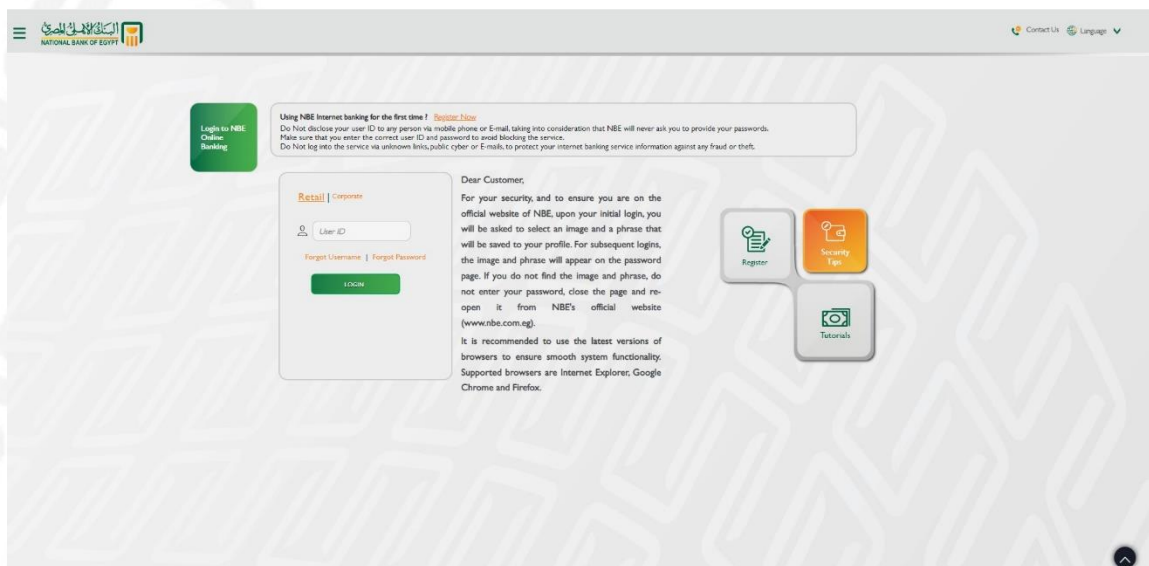 البنك الأهلي المصري
NATIONAL BANK OF EGYPT
Contact Us
Language
Login to NBE
Online
Banking
Using NBE Internet banking for the first time ? Register Now
Do Not disclose your user ID to any person via mobile phone or E-mail, taking into consideration that NBE will never ask you to provide your passwords.
Make sure that you enter the correct user ID and password to avoid blocking the service.
Do Not log into the service via unknown links, public cyber or E-mails, to protect your internet banking service information against any fraud or theft.
Retail | Corporate
User ID
Forgot Username | Forgot Password
LOGIN
Dear Customer,
For your security, and to ensure you are on the
official website of NBE, upon your initial login, you
will be asked to select an image and a phrase that
will be saved to your profile. For subsequent logins,
the image and phrase will appear on the password
page. If you do not find the image and phrase, do
not enter your password, close the page and re-
open it from NBE's official website
(www.nbe.com.eg).
It is recommended to use the latest versions of
browsers to ensure smooth system functionality.
Supported browsers are Internet Explorer, Google
Chrome and Firefox.
Register
Security
Tips
Tutorials